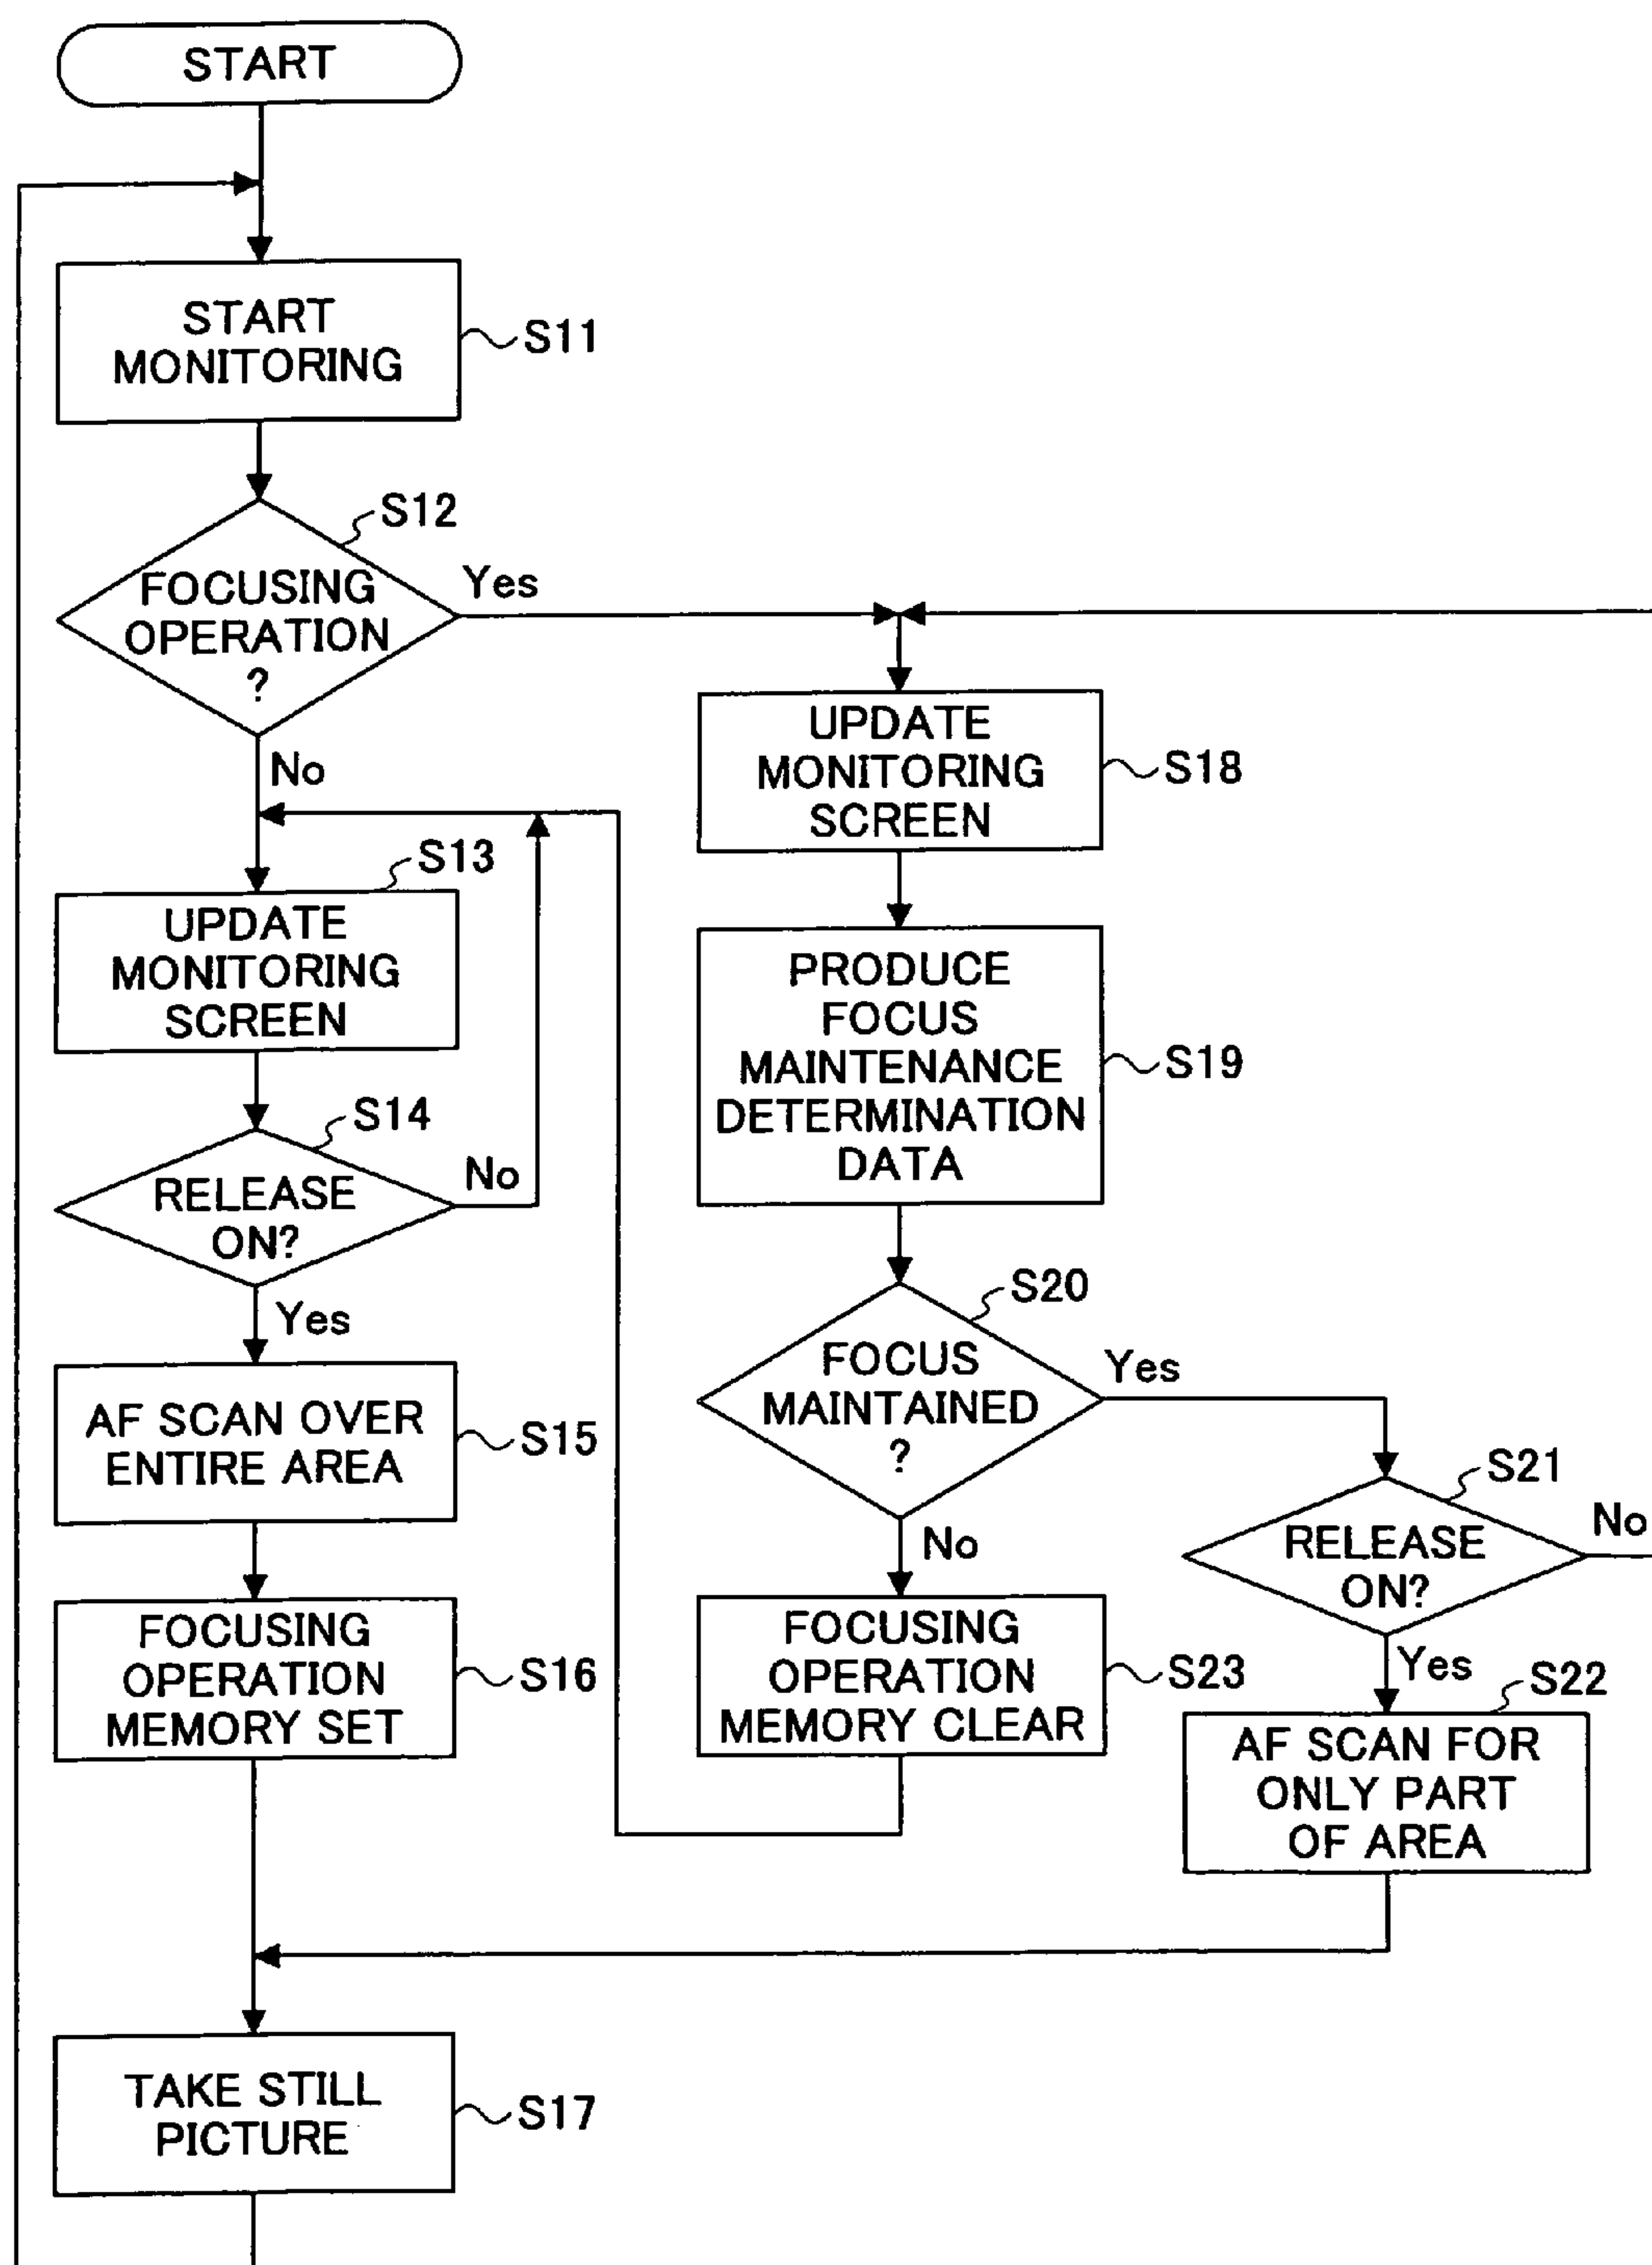 START
START
MONITORING
S11
S12
FOCUSING
OPERATION
?
Yes
No
S13
UPDATE
MONITORING
SCREEN
S14
RELEASE
ON?
No
Yes
AF SCAN OVER
ENTIRE AREA
S15
FOCUSING
OPERATION
MEMORY SET
S16
TAKE STILL
PICTURE
S17
UPDATE
MONITORING
SCREEN
S18
PRODUCE
FOCUS
MAINTENANCE
DETERMINATION
DATA
S19
S20
FOCUS
MAINTAINED
?
Yes
No
FOCUSING
OPERATION
MEMORY CLEAR
S23
S21
RELEASE
ON?
No
Yes
S22
AF SCAN FOR
ONLY PART
OF AREA